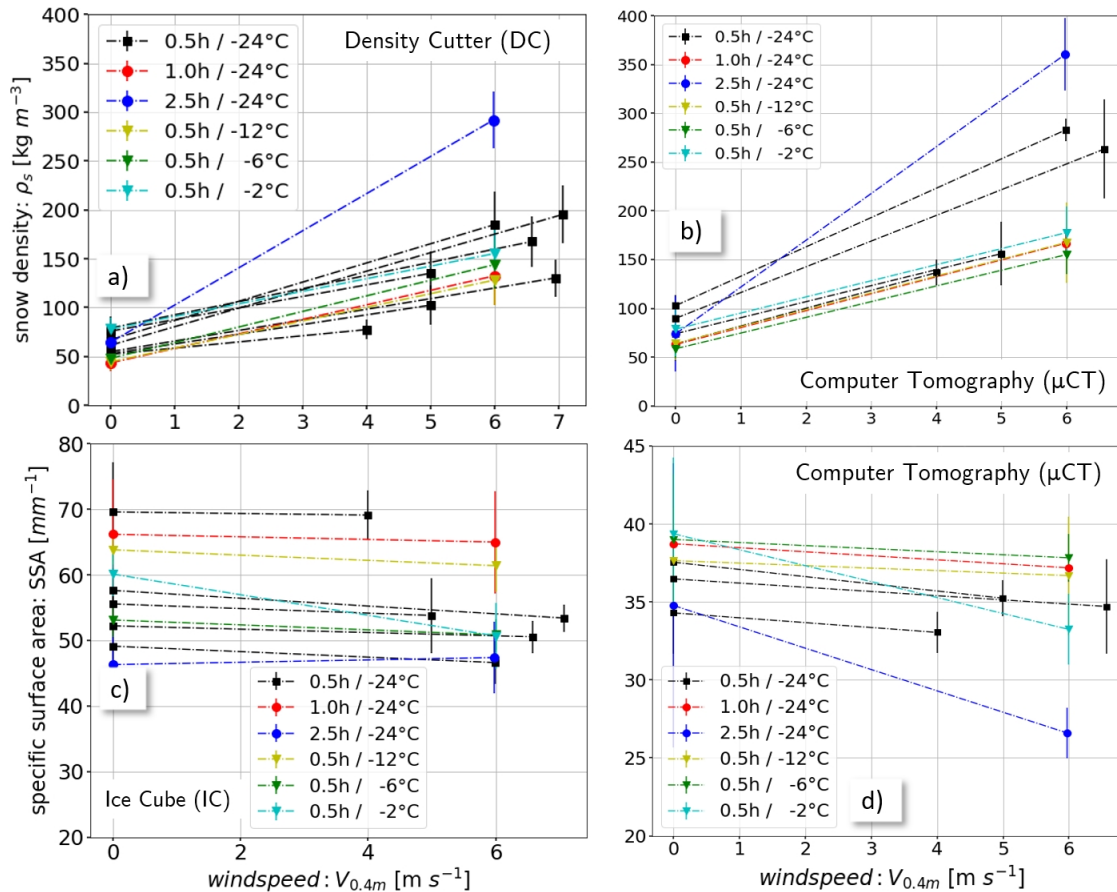 400
350
300
250
200
150
100
50
0
snow density: ρₛ [kg m⁻³]
0.5h / -24°C
1.0h / -24°C
2.5h / -24°C
0.5h / -12°C
0.5h / -6°C
0.5h / -2°C
Density Cutter (DC)
a)
0 1 2 3 4 5 6 7
400
350
300
250
200
150
100
50
0
0.5h / -24°C
1.0h / -24°C
2.5h / -24°C
0.5h / -12°C
0.5h / -6°C
0.5h / -2°C
b)
Computer Tomography (μCT)
0 1 2 3 4 5 6
80
70
60
50
40
30
20
specific surface area: SSA [mm⁻¹]
c)
0.5h / -24°C
1.0h / -24°C
2.5h / -24°C
0.5h / -12°C
0.5h / -6°C
0.5h / -2°C
Ice Cube (IC)
0 2 4 6
windspeed: V₀.₄ₘ [m s⁻¹]
45
40
35
30
25
20
Computer Tomography (μCT)
0.5h / -24°C
1.0h / -24°C
2.5h / -24°C
0.5h / -12°C
0.5h / -6°C
0.5h / -2°C
d)
0 1 2 3 4 5 6
windspeed: V₀.₄ₘ [m s⁻¹]